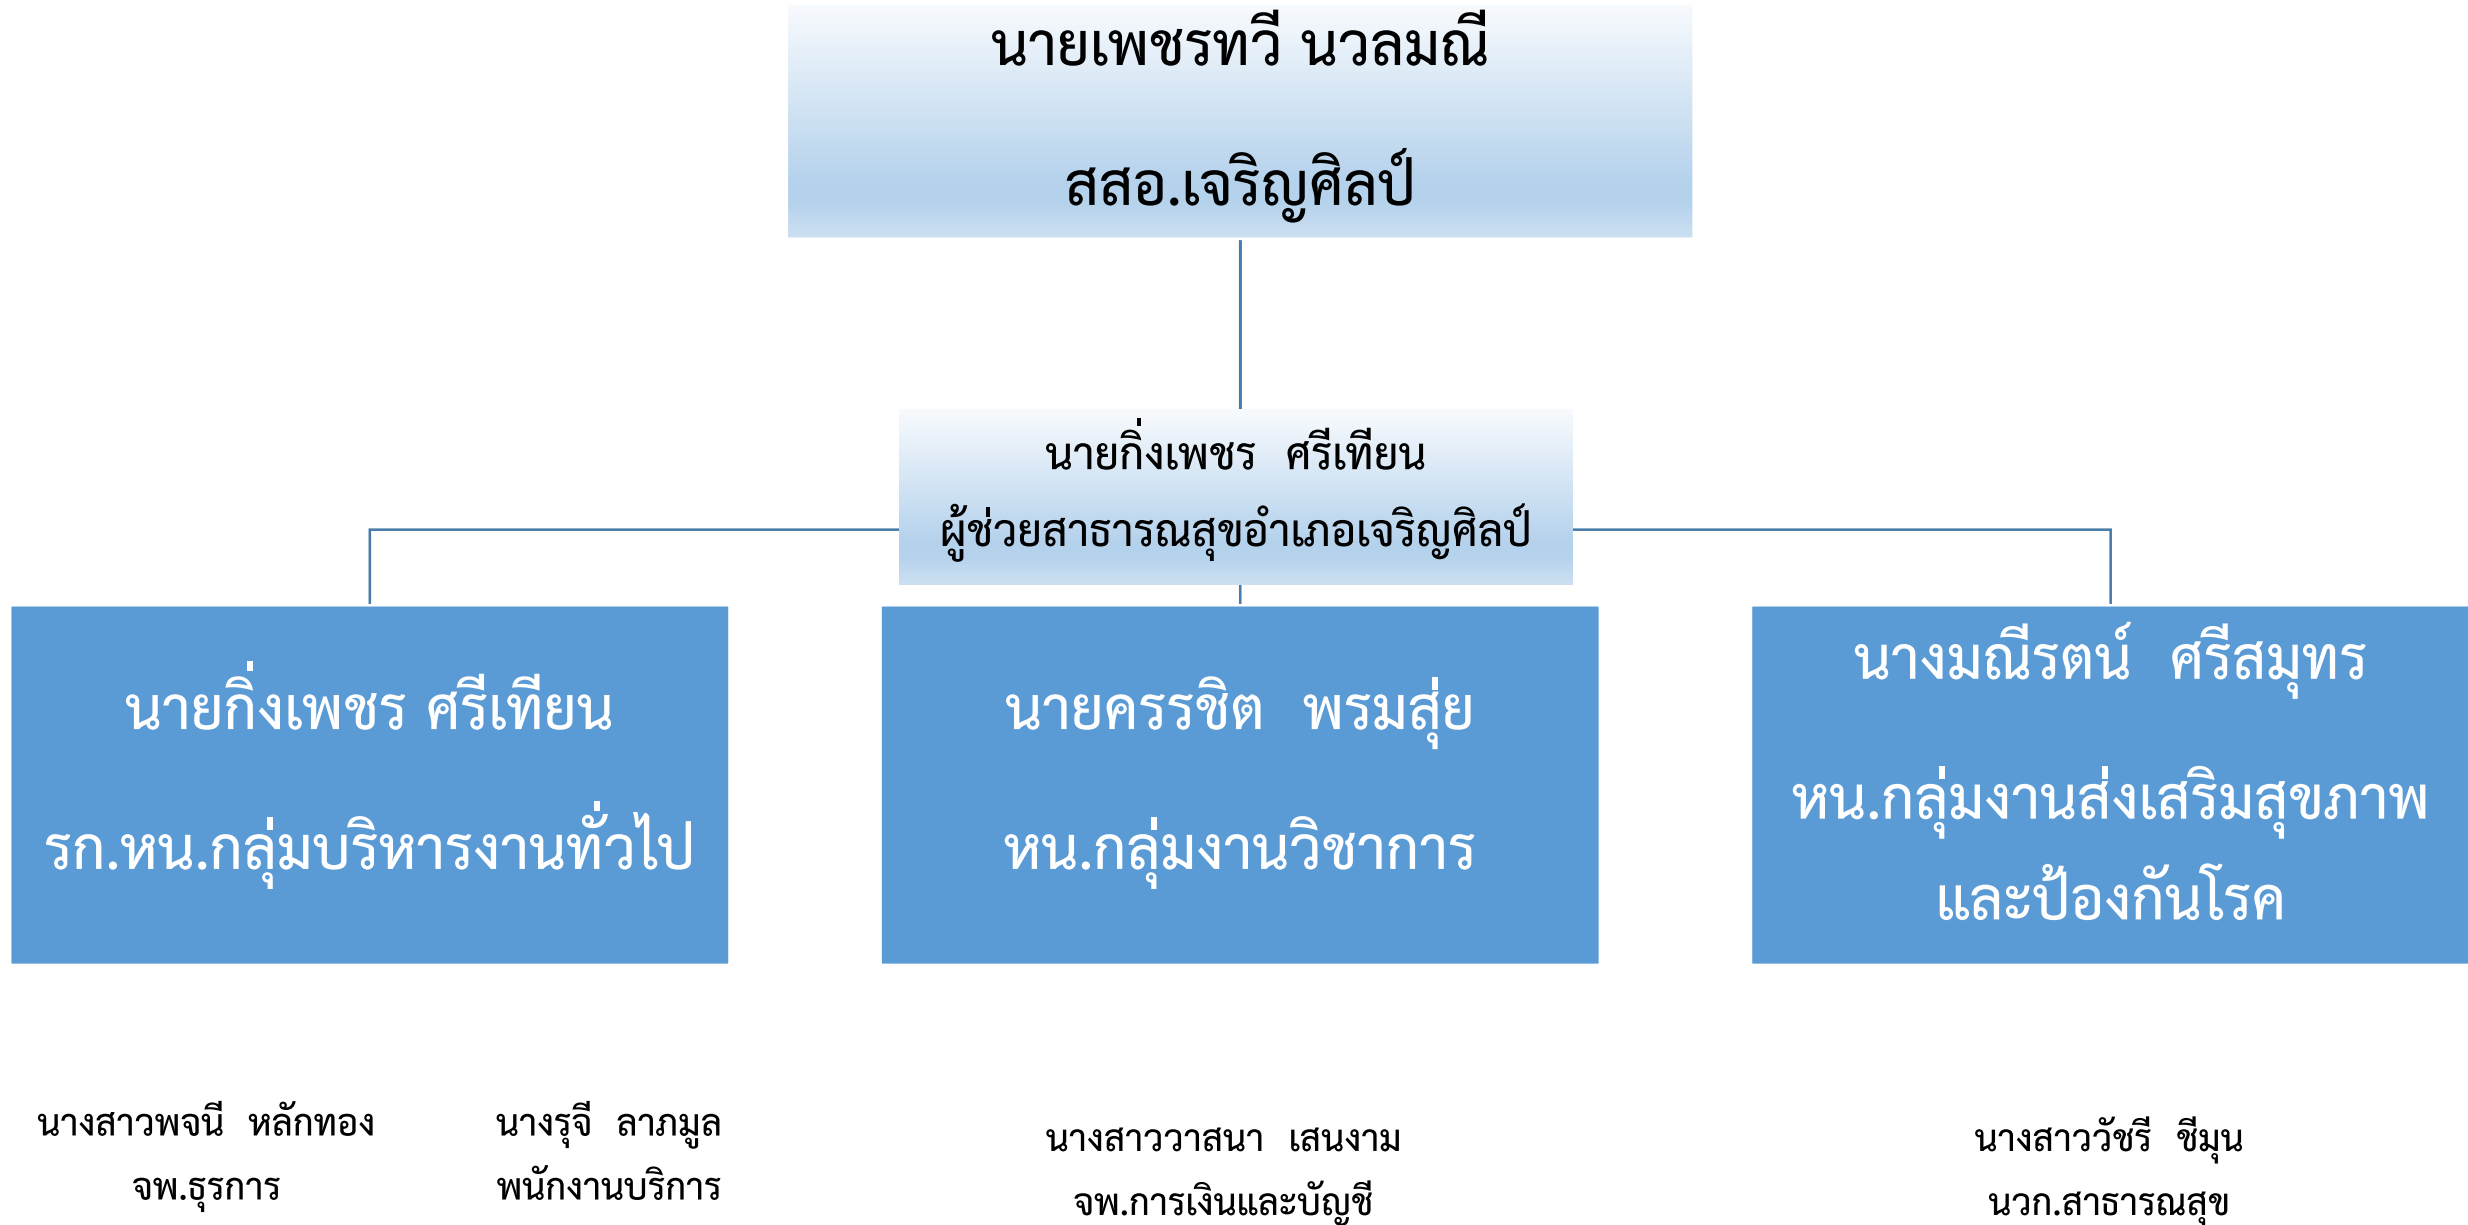 นายเพชรทวี นวลมณี
สสอ.เจริญศิลป์
นายกิ่งเพชร ศรีเทียน
ผู้ช่วยสาธารณสุขอำเภอเจริญศิลป์
นายกิ่งเพชร ศรีเทียน
รก.หน.กลุ่มบริหารงานทั่วไป
นายครรชิต พรมสุ่ย
หน.กลุ่มงานวิชาการ
นางมณีรตน์ ศรีสมุทร
หน.กลุ่มงานส่งเสริมสุขภาพ
และป้องกันโรค
นางสาวพจนี หลักทอง
จพ.ธุรการ
นางรุจี ลาภมูล
พนักงานบริการ
นางสาววาสนา เสนงาม
จพ.การเงินและบัญชี
นางสาววัชรี ชีมุน
นวก.สาธารณสุข